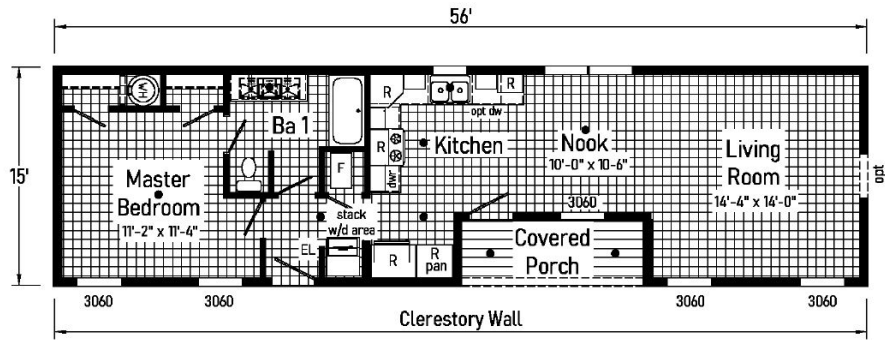 56'
15'
WH
R
R
Ba 1
opt dw
Kitchen
Nook
10'-0" x 10'-6"
Living
Room
14'-4" x 14'-0"
opt
R
F
dwr
Master
Bedroom
11'-2" x 11'-4"
stack
w/d area
3060
EL
R
R
pan
Covered
Porch
3060
3060
3060
3060
Clerestory Wall